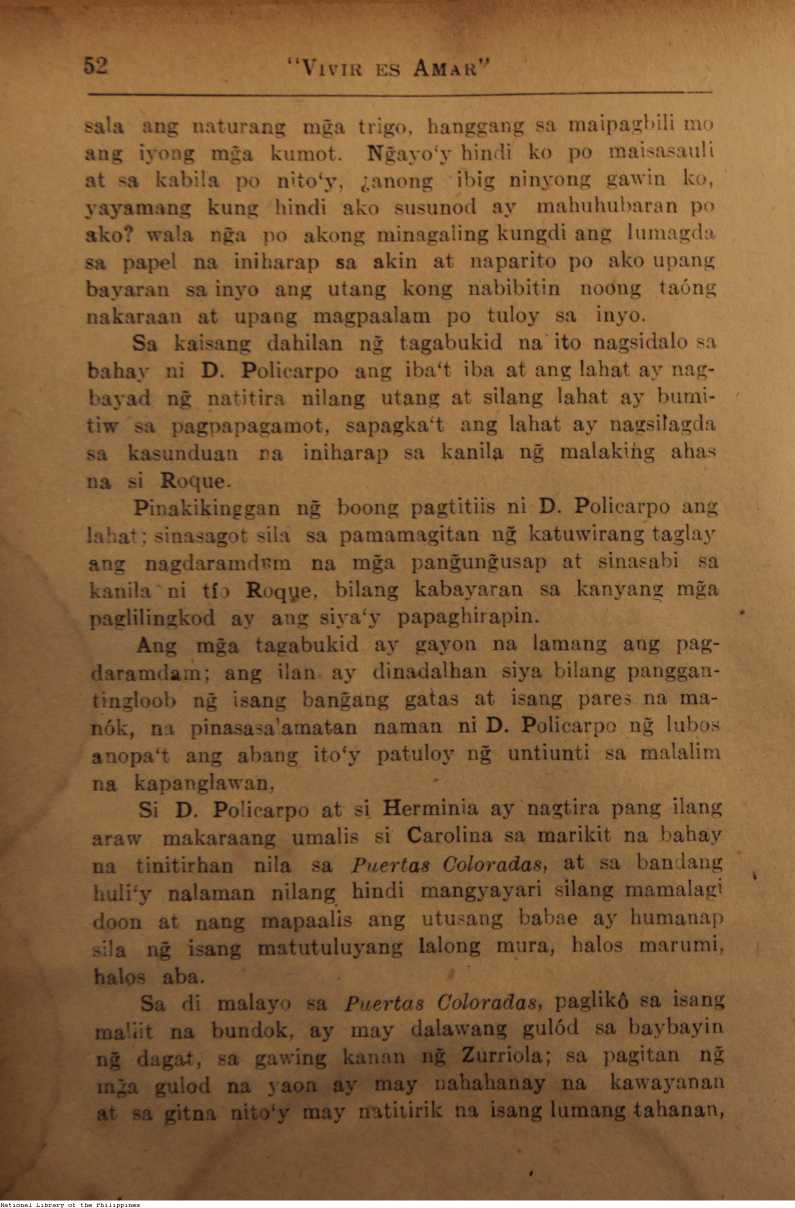 52 “Vivir es Amar”
sala ang naturang mg̃a trigo, hanggang sa maipagbili mo
ang iyong mg̃a kumot. Ng̃ayo‘y hindi ko po maisasauli
at sa kabila po nito‘y, ¿anong ibig ninyong gawin ko,
yayamang kung hindi ako susunod ay mahuhubaran po
ako? wala ng̃a po akong minagaling kungdi ang lumagda
sa papel na iniharap sa akin at naparito po ako upang
bayaran sa inyo ang utang kong nabibitin noong taóng
nakaraan at upang magpaalam po tuloy sa inyo.
Sa kaisang dahilan ng̃ tagabukid na ito nagsidalo sa
bahay ni D. Policarpo ang iba‘t iba at ang lahat ay nag-
bayad ng̃ natitira nilang utang at silang lahat ay bumi-
tiw sa pagpapagamot, sapagka‘t ang lahat ay nagsilagda
sa kasunduan na iniharap sa kanila ng̃ malaking ahas
na si Roque.
Pinakikinggan ng̃ boong pagtitiis ni D. Policarpo ang
lahat; sinasagot sila sa pamamagitan ng̃ katuwirang taglay
ang nagdaramdam na mg̃a pang̃ung̃usap at sinasabi sa
kanila ni tío Roque, bilang kabayaran sa kanyang mg̃a
paglilingkod ay ang siya‘y papaghirapin.
Ang mg̃a tagabukid ay gayon na lamang ang pag-
daramdam; ang ilan ay dinadalhan siya bilang panggan-
tingloob ng̃ isang bang̃ang gatas at isang pares na ma-
nók, na pinasasalamatan naman ni D. Policarpo ng̃ lubos
anopa‘t ang abang ito‘y patuloy ng̃ untiunti sa malalim
na kapanglawan,
Si D. Policarpo at si Herminia ay nagtira pang ilang
araw makaraang umalis si Carolina sa marikit na bahay
na tinitirhan nila sa Puertas Coloradas, at sa bandang
huli‘y nalaman nilang hindi mangyayari silang mamalagi
doon at nang mapaalis ang utusang babae ay humanap
sila ng̃ isang matutuluyang lalong mura, halos marumi,
halos aba.
Sa di malayo sa Puertas Coloradas, paglikô sa isang
maliit na bundok, ay may dalawang gulód sa baybayin
ng̃ dagat, sa gawing kanan ng̃ Zurriola; sa pagitan ng̃
mg̃a gulod na yaon ay may nahahanay na kawayanan
at sa gitna nito‘y may natitirik na isang lumang tahanan,
National Library of the Philippines